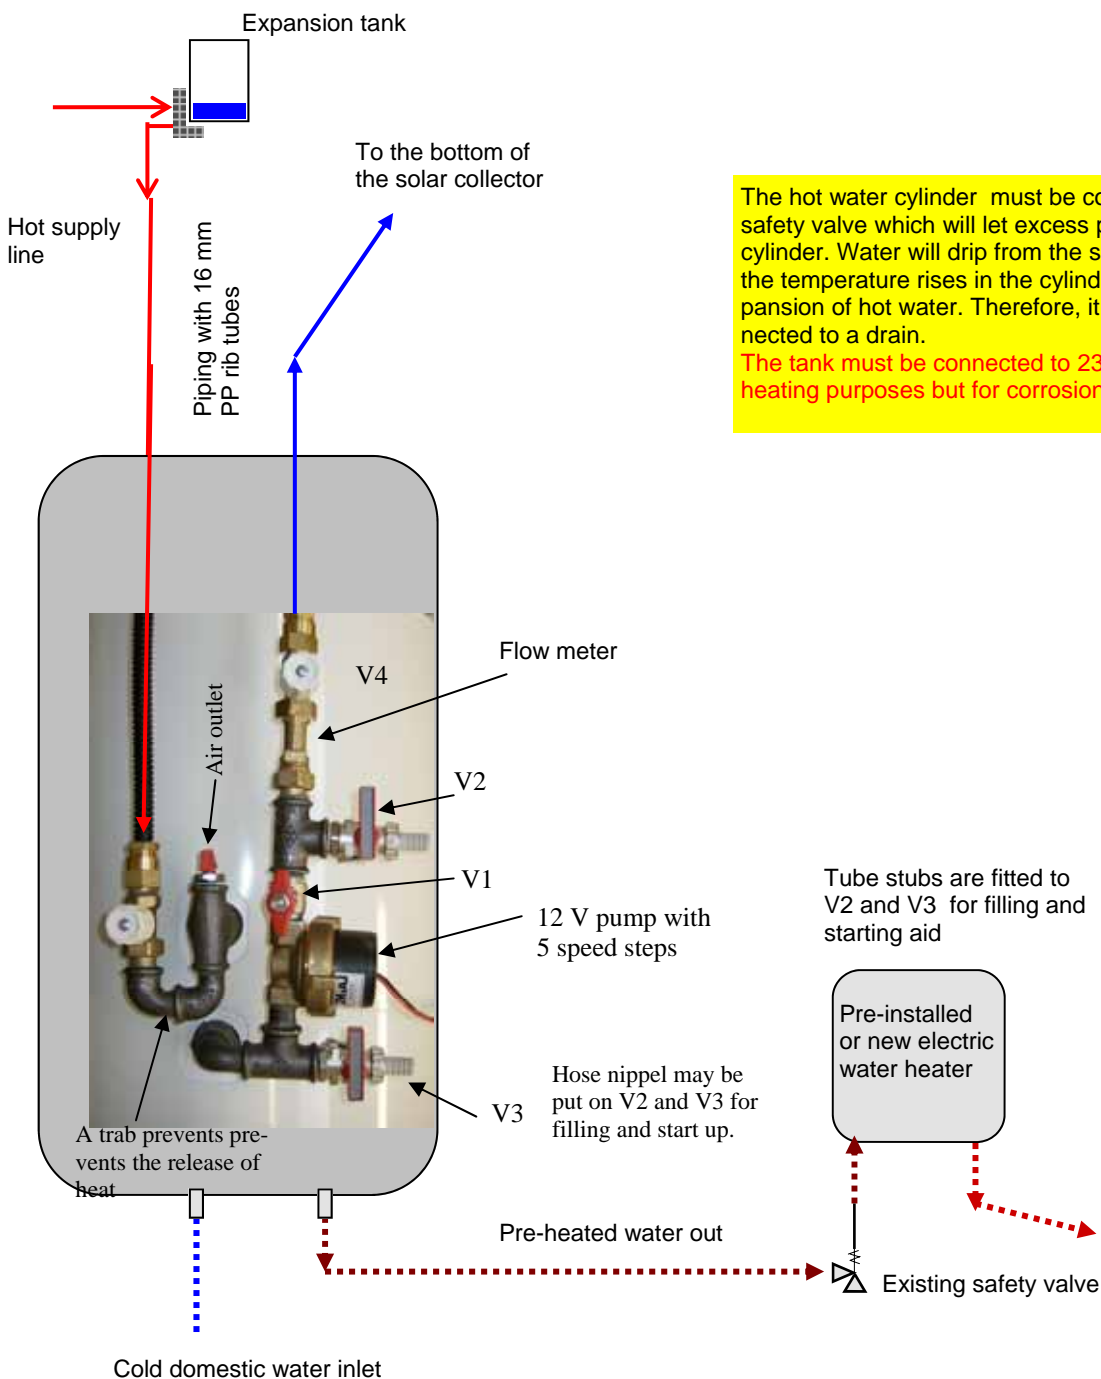 Expansion tank
To the bottom of
the solar collector
Hot supply
line
Piping with 16 mm
PP rib tubes
The hot water cylinder  must be co
safety valve which will let excess p
cylinder. Water will drip from the s
the temperature rises in the cylind
pansion of hot water. Therefore, it
nected to a drain.
The tank must be connected to 23
heating purposes but for corrosion
Flow meter
V4
Air outlet
V2
V1
12 V pump with
5 speed steps
Tube stubs are fitted to
V2 and V3  for filling and
starting aid
Pre-installed
or new electric
water heater
Hose nippel may be
put on V2 and V3 for
filling and start up.
V3
A trab prevents pre-
vents the release of
heat
Pre-heated water out
Existing safety valve
Cold domestic water inlet